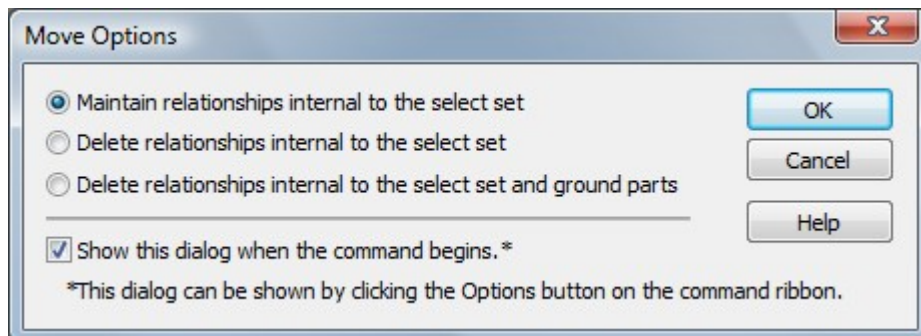 Move Options
Maintain relationships internal to the select set
Delete relationships internal to the select set
Delete relationships internal to the select set and ground parts
OK
Cancel
Help
Show this dialog when the command begins.*
*This dialog can be shown by clicking the Options button on the command ribbon.